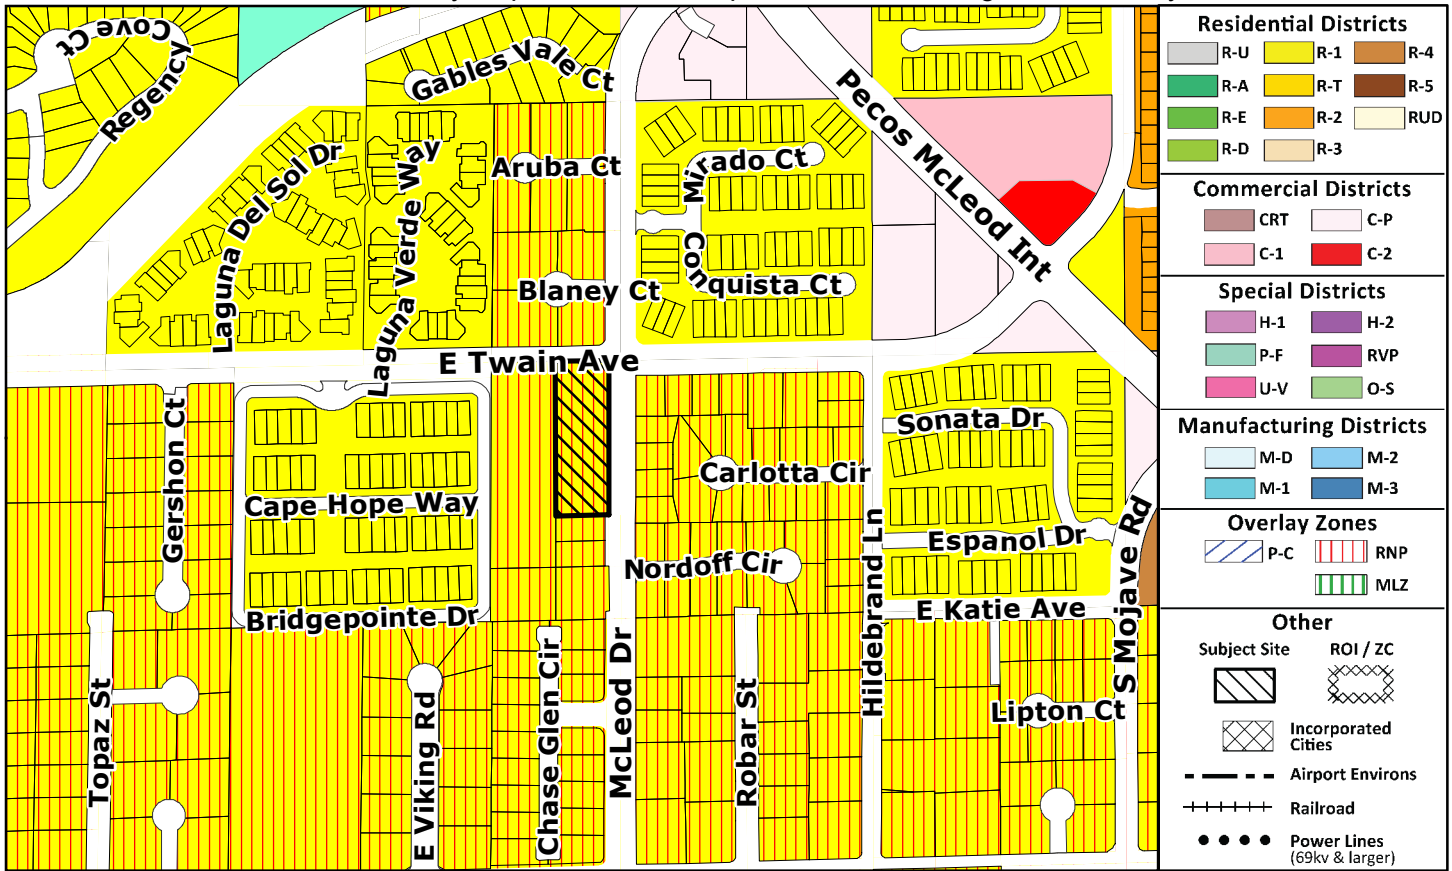 Cove Ct
Regency
Gables Vale Ct
Pecos McLeod Int
Laguna Del Sol Dr
Laguna Verde Way
Aruba Ct
Mirado Ct
Conquista Ct
Blaney Ct
E Twain Ave
Gershon Ct
Cape Hope Way
Bridgepointe Dr
Carlotta Cir
Nordoff Cir
Sonata Dr
Espanol Dr
E Katie Ave
Hildebrand Ln
S Mojave Rd
Lipton Ct
Topaz St
E Viking Rd
Chase Glen Cir
McLeod Dr
Robar St
Residential Districts
R-U R-1 R-4
R-A R-T R-5
R-E R-2 RUD
R-D R-3
Commercial Districts
CRT C-P
C-1 C-2
Special Districts
H-1 H-2
P-F RVP
U-V O-S
Manufacturing Districts
M-D M-2
M-1 M-3
Overlay Zones
P-C RNP
MLZ
Other
Subject Site ROI / ZC
Incorporated
Cities
Airport Environs
Railroad
Power Lines
(69kv & larger)